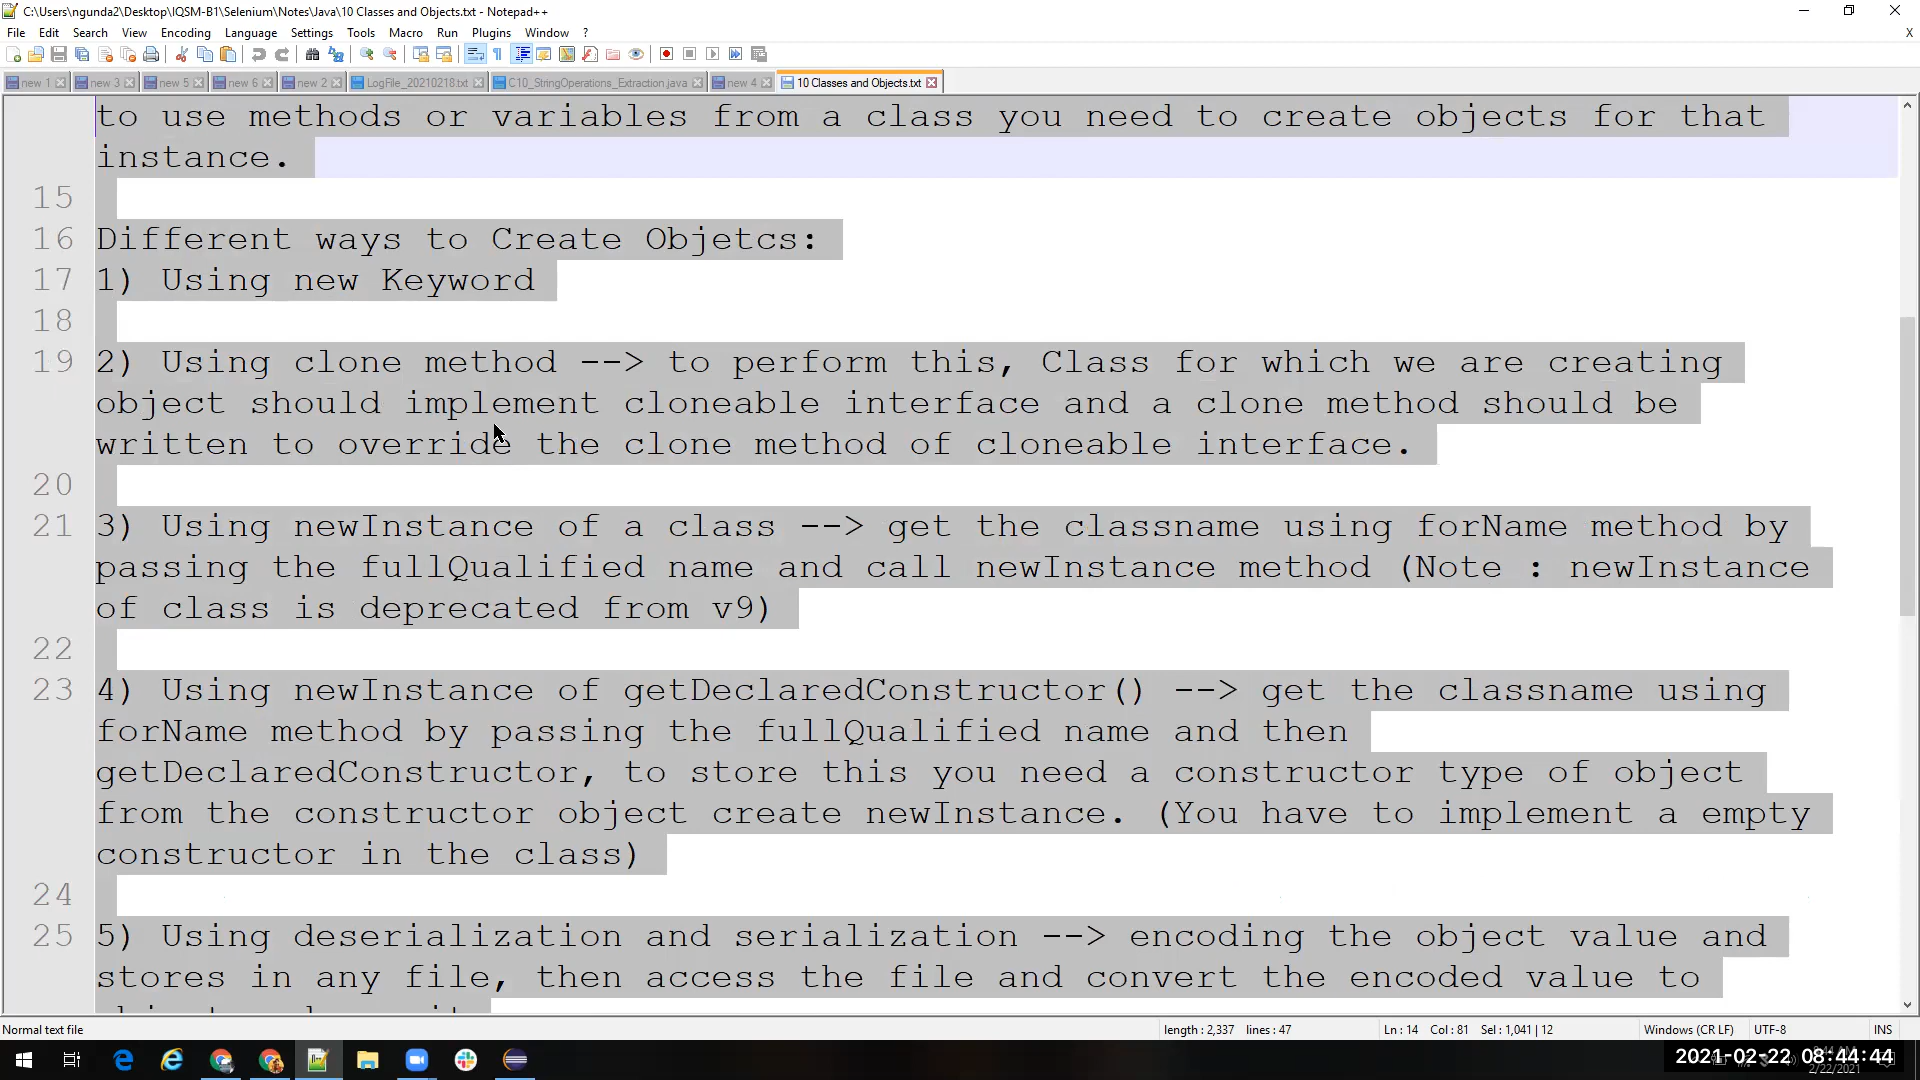 C:\Users\ngunda2\Desktop\IQSM-B1\Selenium\Notes\Java\10 Classes and Objects.txt - Notepad++
File Edit Search View Encoding Language Settings Tools Macro Run Plugins Window ? X
new 1 new 3 new 5 new 6 new 2 LogFile_20210218.txt C10_StringOperations_Extraction.java new 4 10 Classes and Objects.txt
to use methods or variables from a class you need to create objects for that
instance.
15
16 Different ways to Create Objetcs:
17 1) Using new Keyword
18
19 2) Using clone method --> to perform this, Class for which we are creating
object should implement cloneable interface and a clone method should be
written to override the clone method of cloneable interface.
20
21 3) Using newInstance of a class --> get the classname using forName method by
passing the fullQualified name and call newInstance method (Note : newInstance
of class is deprecated from v9)
22
23 4) Using newInstance of getDeclaredConstructor() --> get the classname using
forName method by passing the fullQualified name and then
getDeclaredConstructor, to store this you need a constructor type of object
from the constructor object create newInstance. (You have to implement a empty
constructor in the class)
24
25 5) Using deserialization and serialization --> encoding the object value and
stores in any file, then access the file and convert the encoded value to
Normal text file length : 2,337 lines : 47 Ln : 14 Col : 81 Sel : 1,041 | 12 Windows (CR LF) UTF-8 INS
2021-02-22 08:44:44
2/22/2021